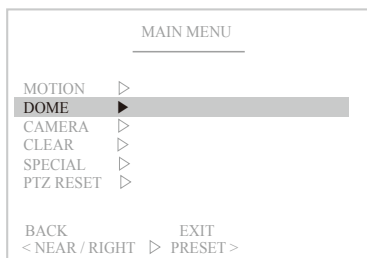 MAIN MENU
MOTION ▷
DOME ▶
CAMERA ▷
CLEAR ▷
SPECIAL ▷
PTZ RESET ▷
BACK EXIT
< NEAR / RIGHT ▷ PRESET >